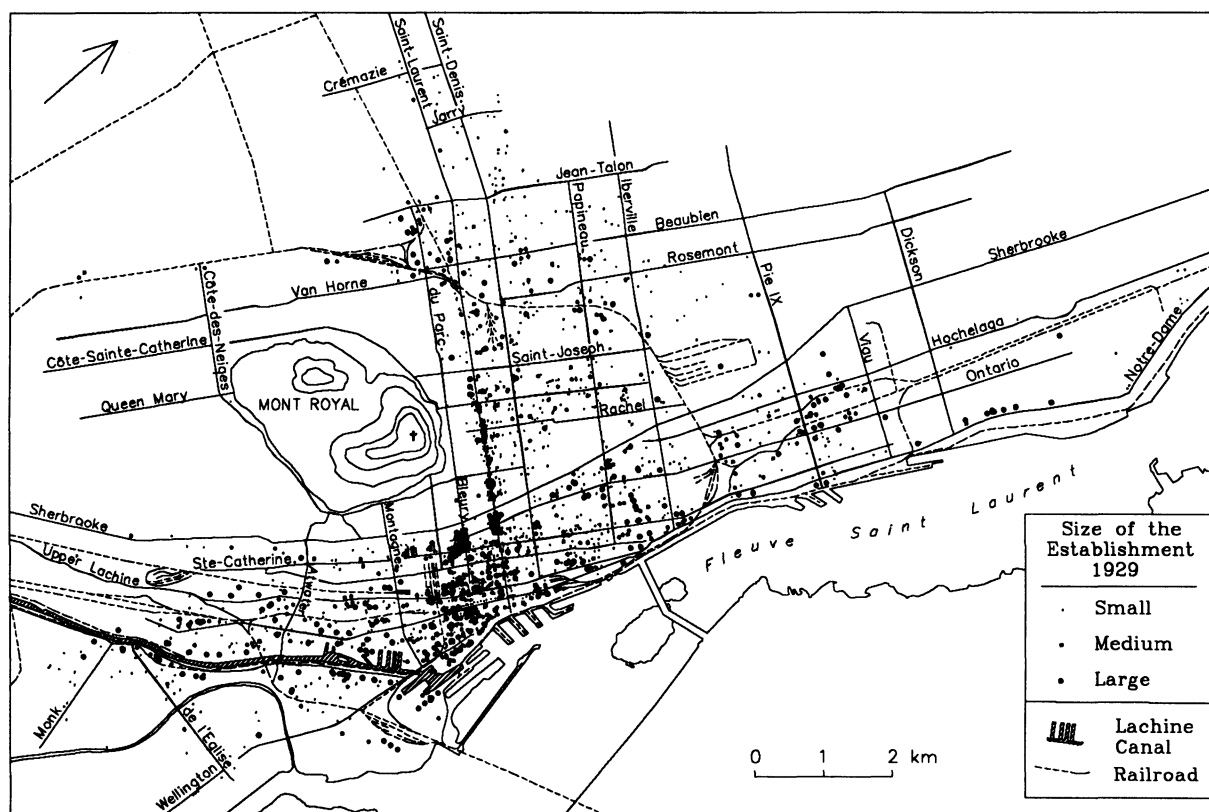 Saint-Laurent
Saint-Denis
Crémazie
Jarry
Jean-Talon
Papineau
Iberville
Beaubien
Rosemont
Dickson
Sherbrooke
Pie IX
Côte-des-Neiges
Van Horne
du Parc
Côte-Sainte-Catherine
Saint-Joseph
Viau
Hochelaga
Notre-Dame
Ontario
Queen Mary
MONT ROYAL
Rachel
Bleury
Sherbrooke
Upper Lachine
Ste-Catherine
Atwater
Montagne
Fleuve Saint Laurent
Monk
de l'Eglise
Wellington
0 1 2 km
Size of the
Establishment
1929
Small
Medium
Large
Lachine
Canal
Railroad